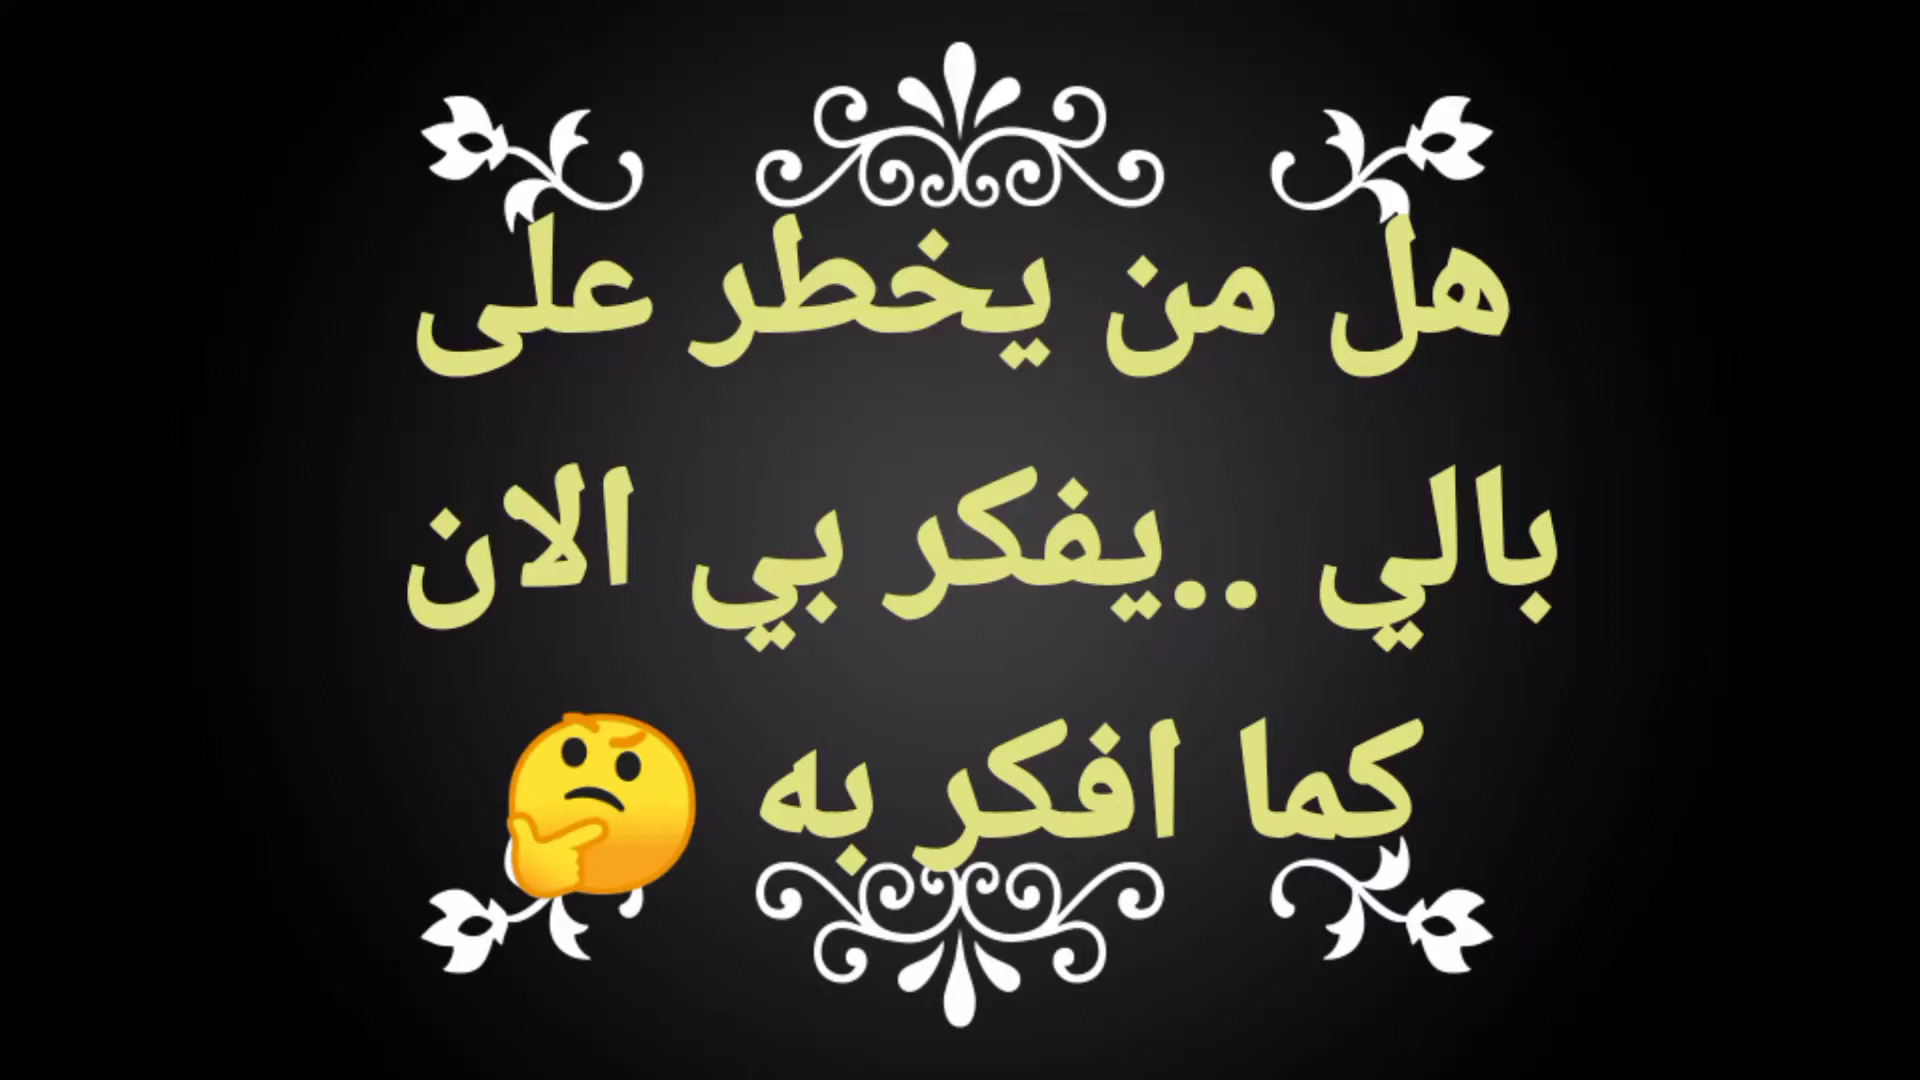 هل من يخطر على
بالي ..يفكر بي الان
كما افكر به 🤔